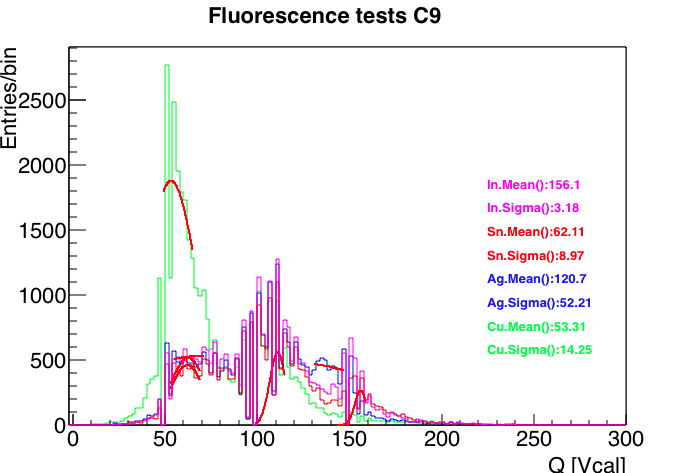 Fluorescence tests C9
Entries/bin
2500
2000
1500
1000
500
0
In.Mean():156.1
In.Sigma():3.18
Sn.Mean():62.11
Sn.Sigma():8.97
Ag.Mean():120.7
Ag.Sigma():52.21
Cu.Mean():53.31
Cu.Sigma():14.25
0 50 100 150 200 250 300
Q [Vcal]